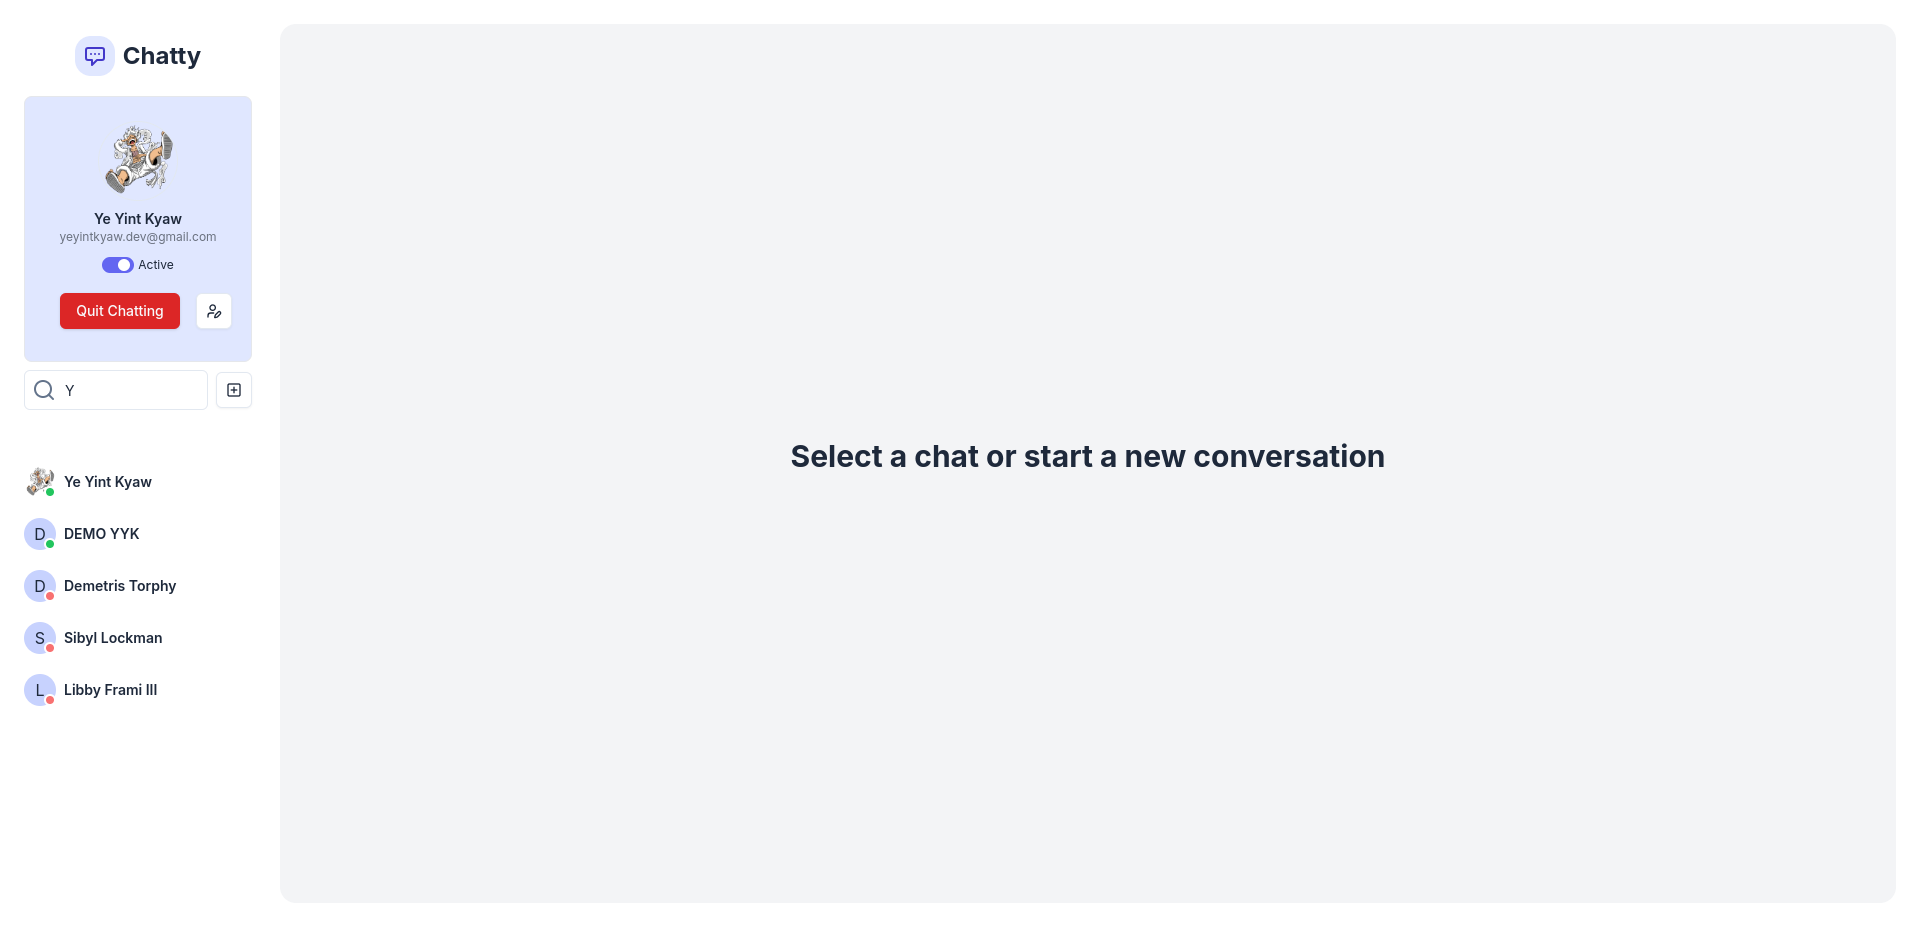 Chatty
Ye Yint Kyaw
yeyintkyaw.dev@gmail.com
Active
Quit Chatting
Y
Ye Yint Kyaw
D DEMO YYK
D Demetris Torphy
S Sibyl Lockman
L Libby Frami III
Select a chat or start a new conversation